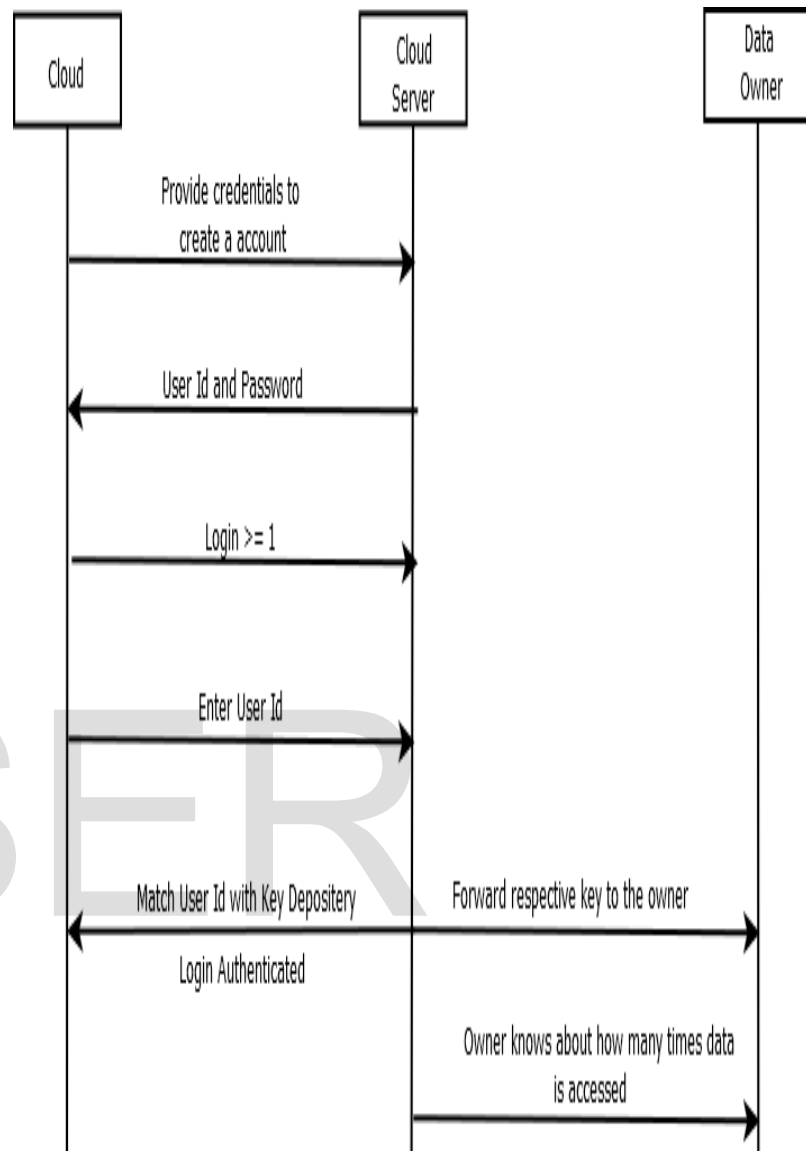 Cloud
Cloud
Server
Data
Owner
Provide credentials to
create a account
User Id and Password
Login >= 1
Enter User Id
Match User Id with Key Depositery
Forward respective key to the owner
Login Authenticated
Owner knows about how many times data
is accessed
SER